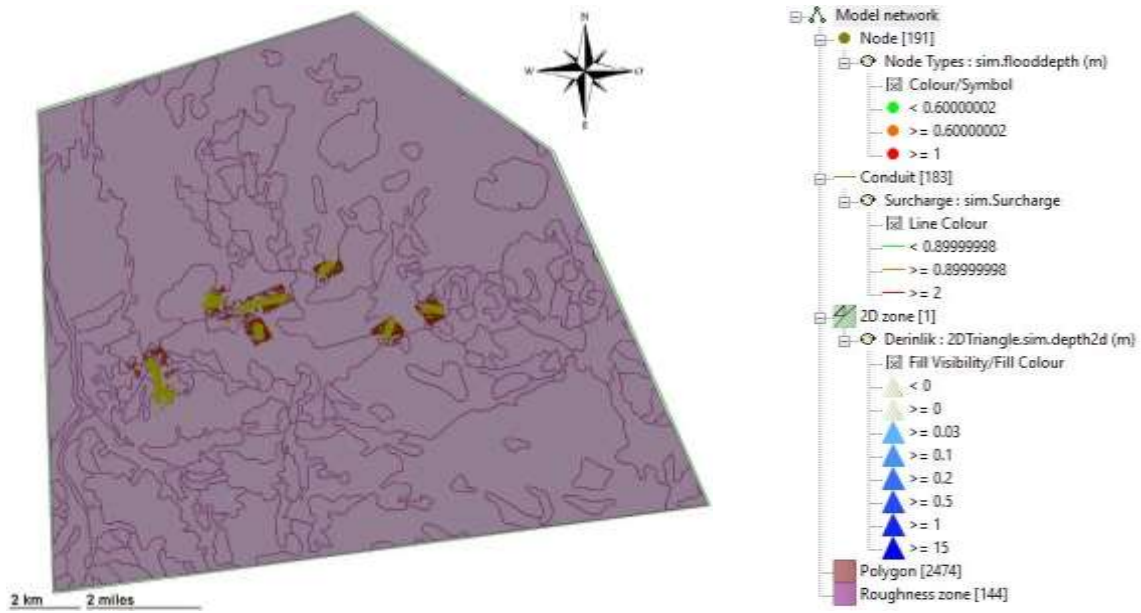 N
W
O
E
2 km
2 miles
Model network
Node [191]
Node Types : sim.flooddepth (m)
Colour/Symbol
< 0.60000002
>= 0.60000002
>= 1
Conduit [183]
Surcharge : sim.Surcharge
Line Colour
< 0.89999998
>= 0.89999998
>= 2
2D zone [1]
Derinlik : 2DTriangle.sim.depth2d (m)
Fill Visibility/Fill Colour
< 0
>= 0
>= 0.03
>= 0.1
>= 0.2
>= 0.5
>= 1
>= 15
Polygon [2474]
Roughness zone [144]